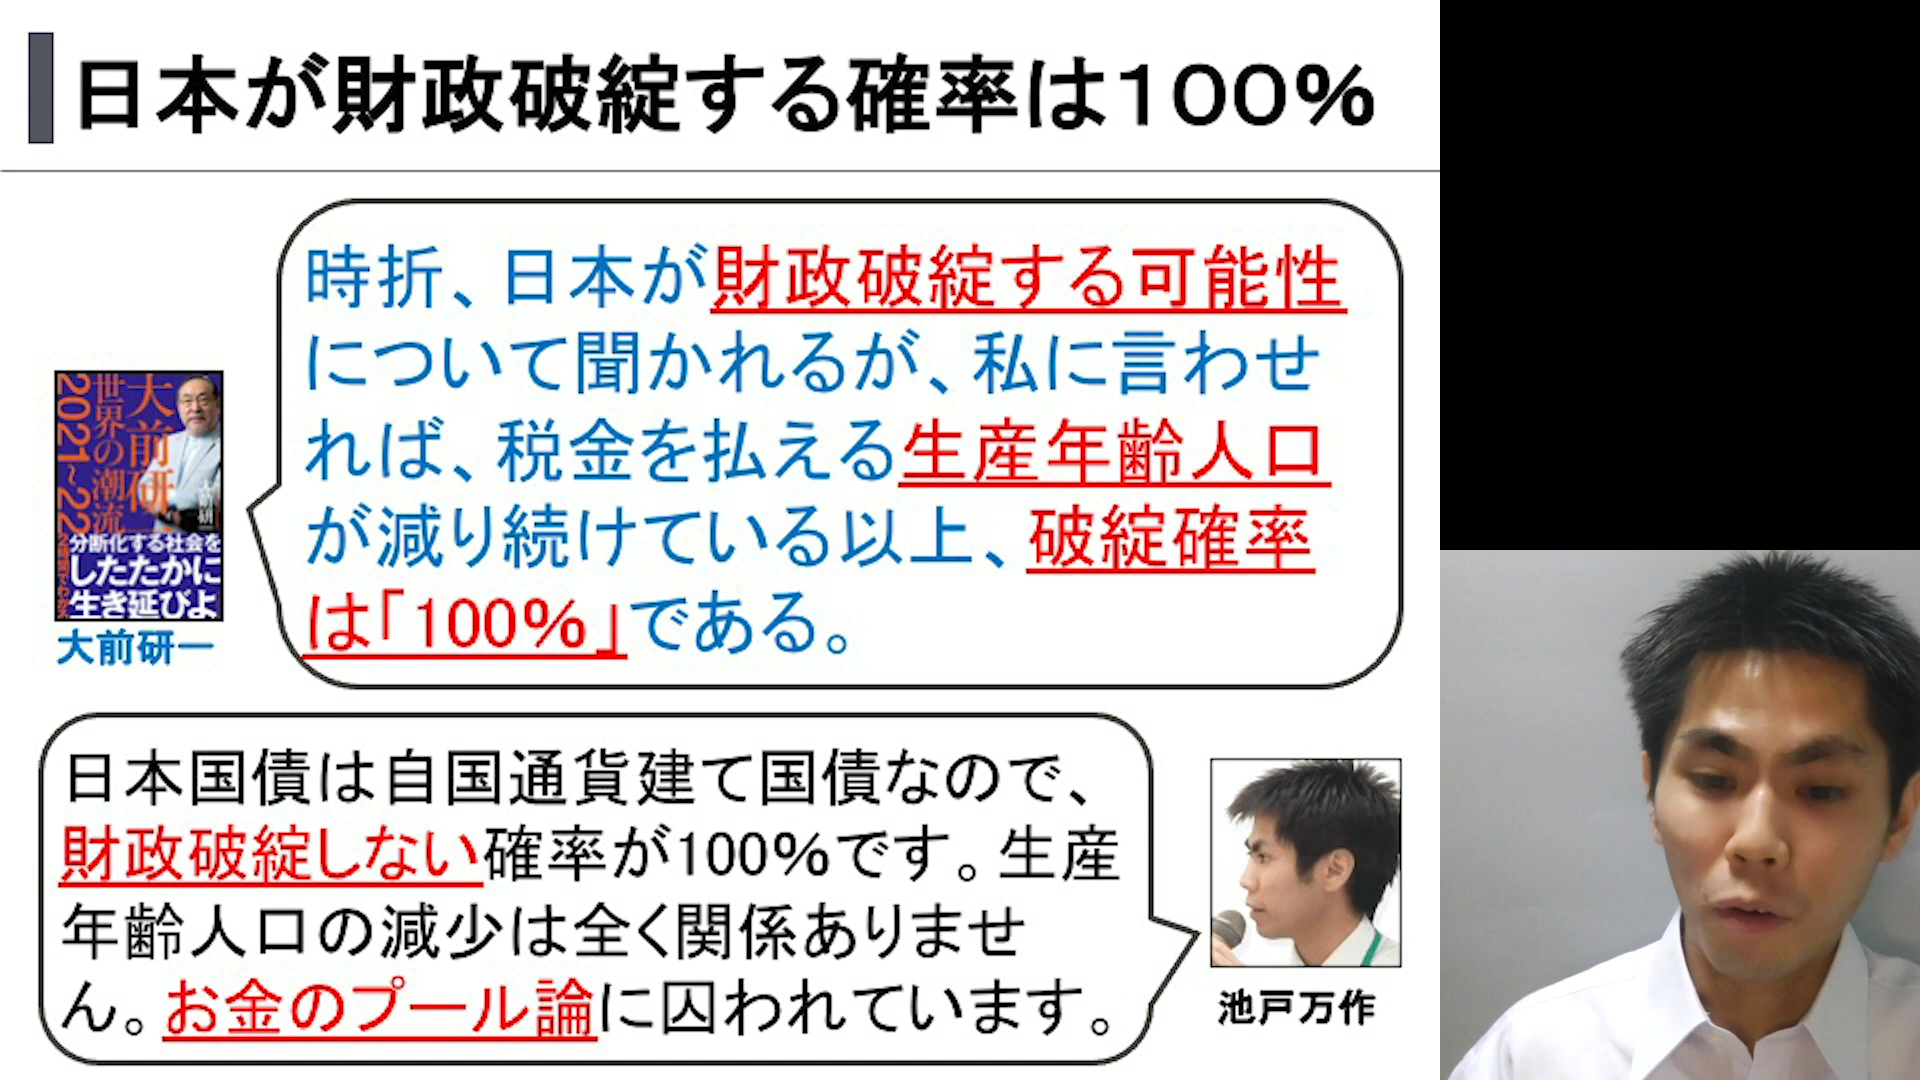 日本が財政破綻する確率は100%
時折、日本が財政破綻する可能性
について聞かれるが、私に言わせ
れば、税金を払える生産年齢人口
が減り続けている以上、破綻確率
は「100%」である。
大前研一
世界の潮流
2021~22
分断化する社会を
したたかに
生き延びよ
大前研一
日本国債は自国通貨建て国債なので、
財政破綻しない確率が100%です。生産
年齢人口の減少は全く関係ありませ
ん。お金のプール論に囚われています。
池戸万作